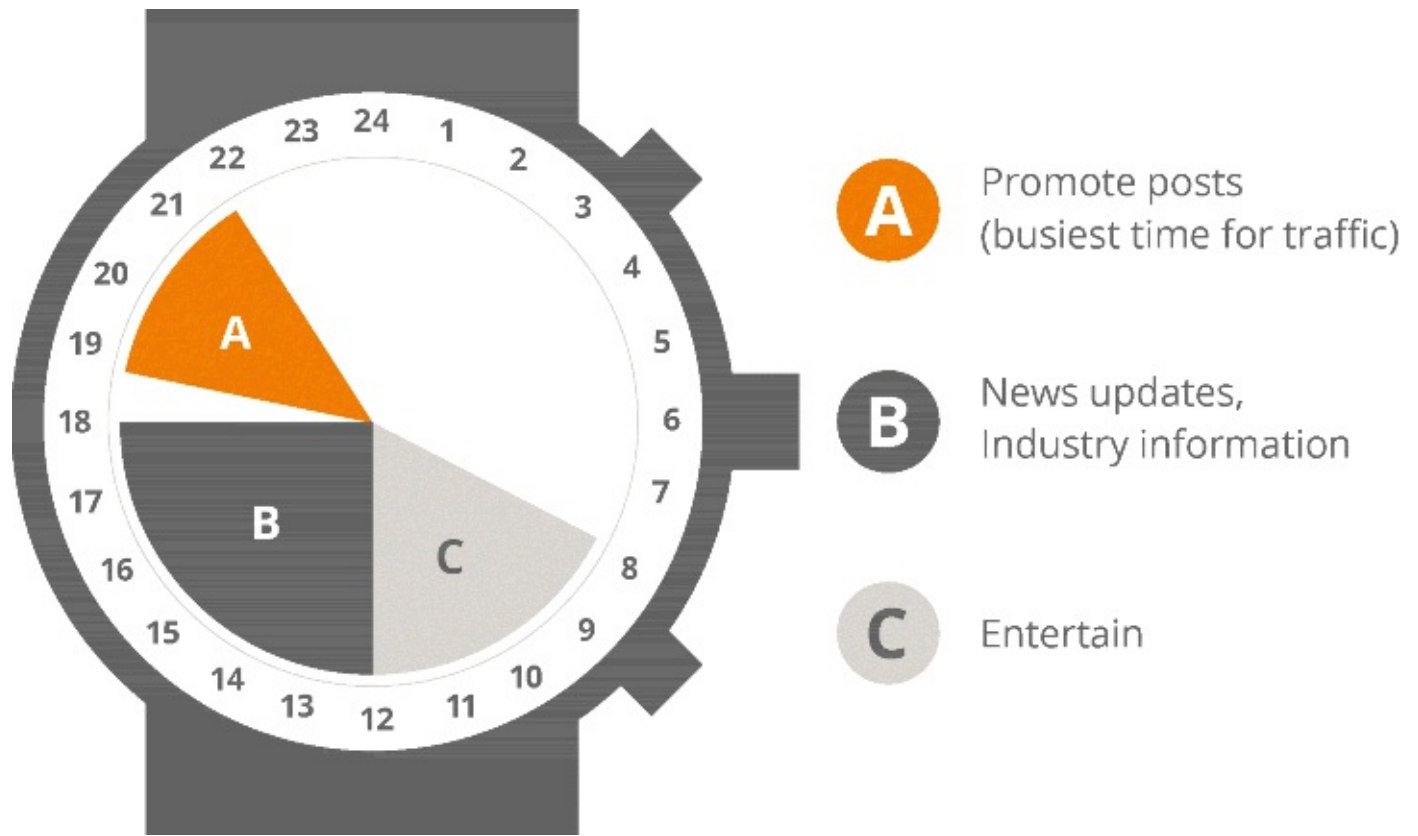 24
1
2
3
4
5
6
7
8
9
10
11
12
13
14
15
16
17
18
19
20
21
22
23
A
B
C
A
Promote posts
(busiest time for traffic)
B
News updates,
Industry information
C
Entertain